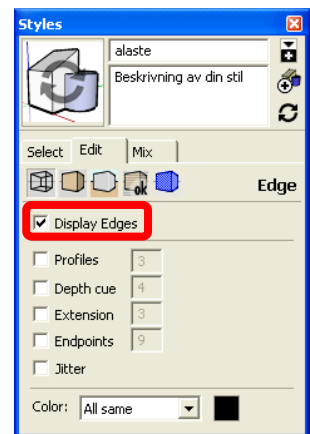 Styles
alaste
Beskrivning av din stil
Select Edit Mix
ok
Edge
Display Edges
Profiles 3
Depth cue 4
Extension 3
Endpoints 9
Jitter
Color: All same